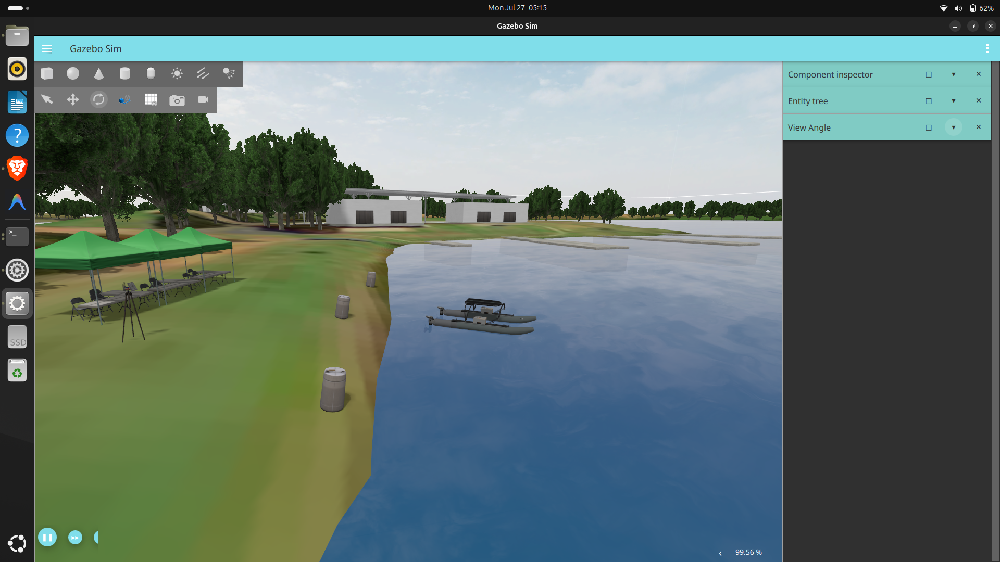 Mon Jul 27 05:15
62%
Gazebo Sim
Gazebo Sim
Component inspector
Entity tree
View Angle
>_
?
SSD
99.56 %